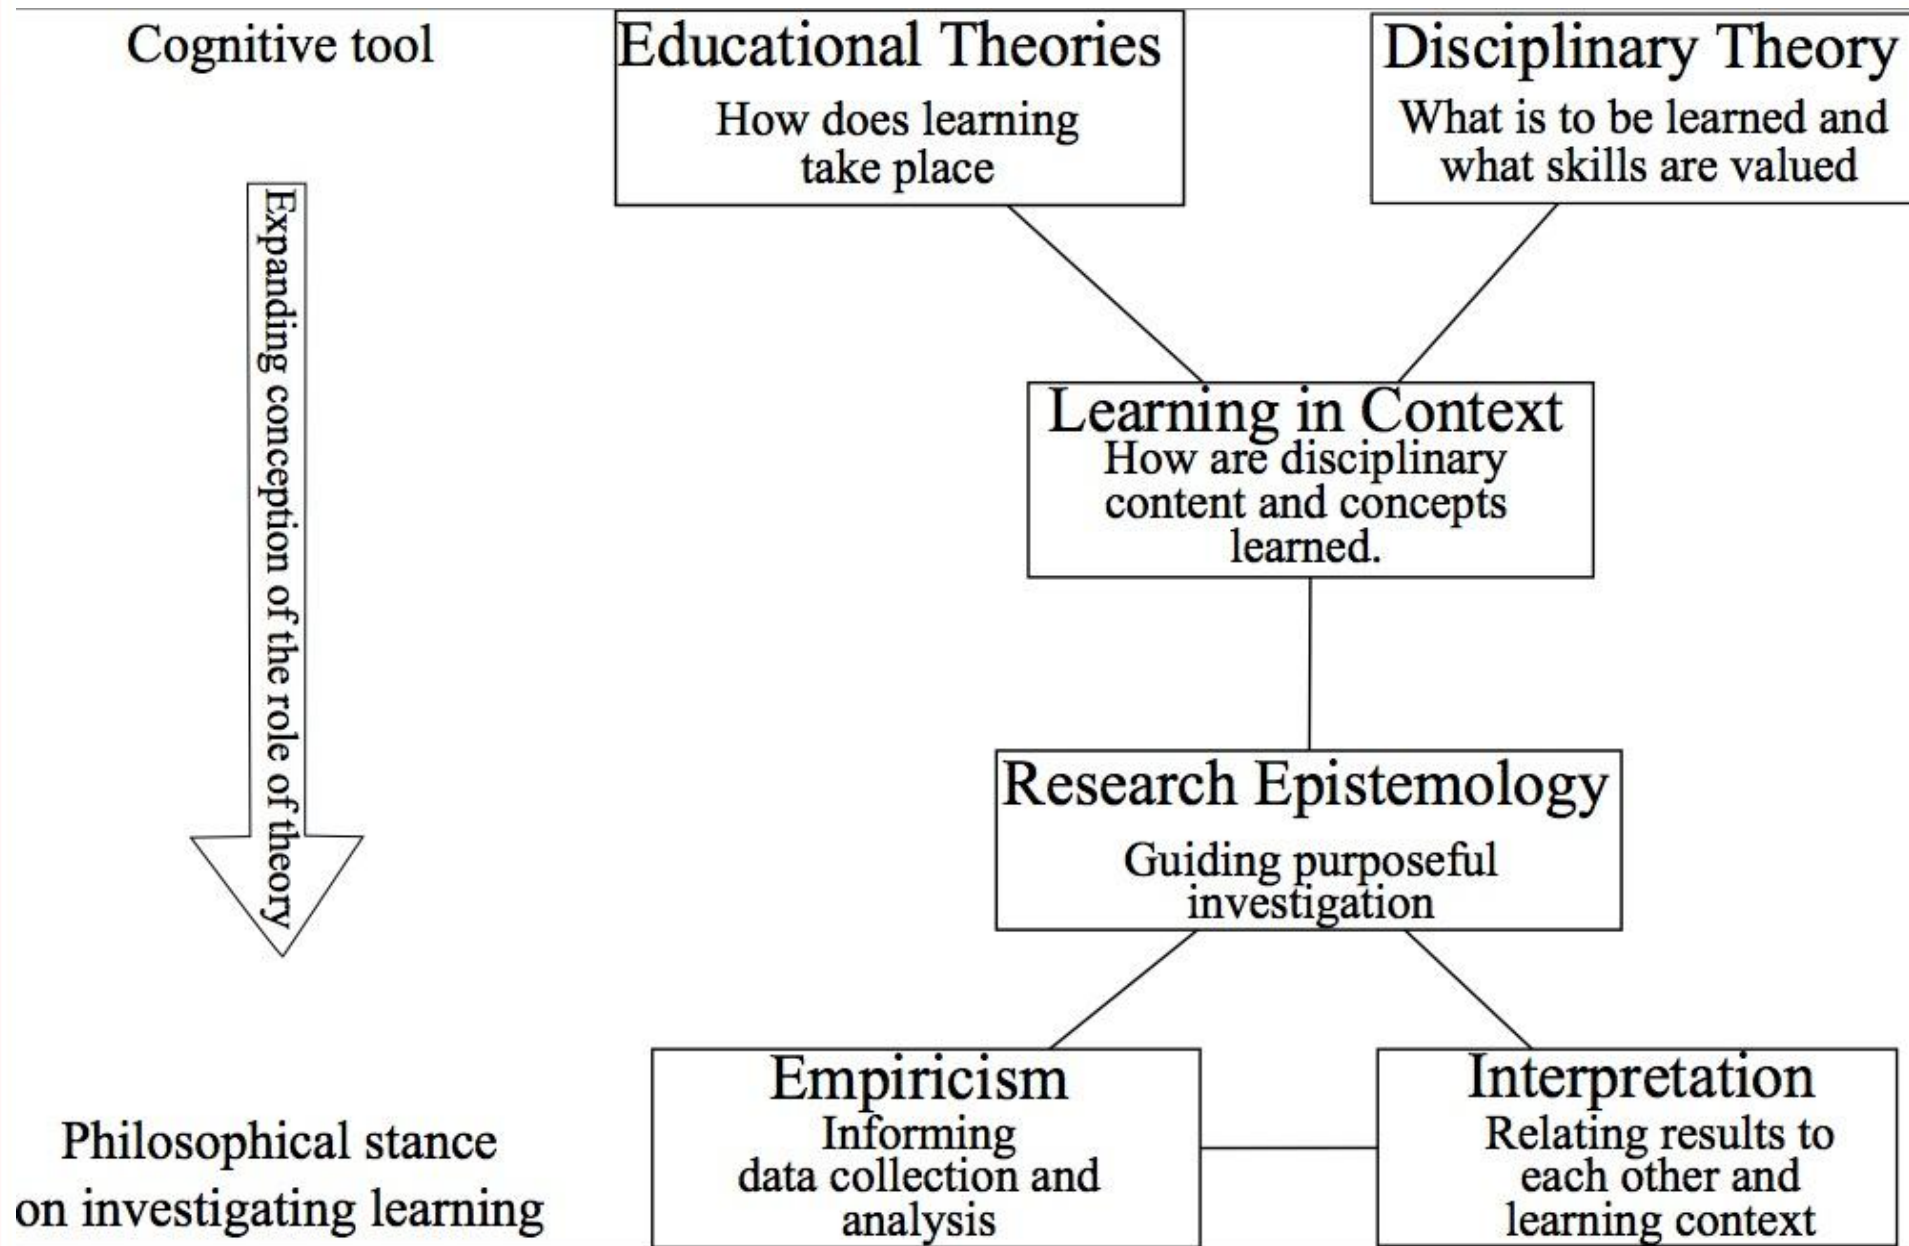 Cognitive tool
Expanding conception of the role of theory
Philosophical stance
on investigating learning
Educational Theories
How does learning
take place
Disciplinary Theory
What is to be learned and
what skills are valued
Learning in Context
How are disciplinary
content and concepts
learned.
Research Epistemology
Guiding purposeful
investigation
Empiricism
Informing
data collection and
analysis
Interpretation
Relating results to
each other and
learning context